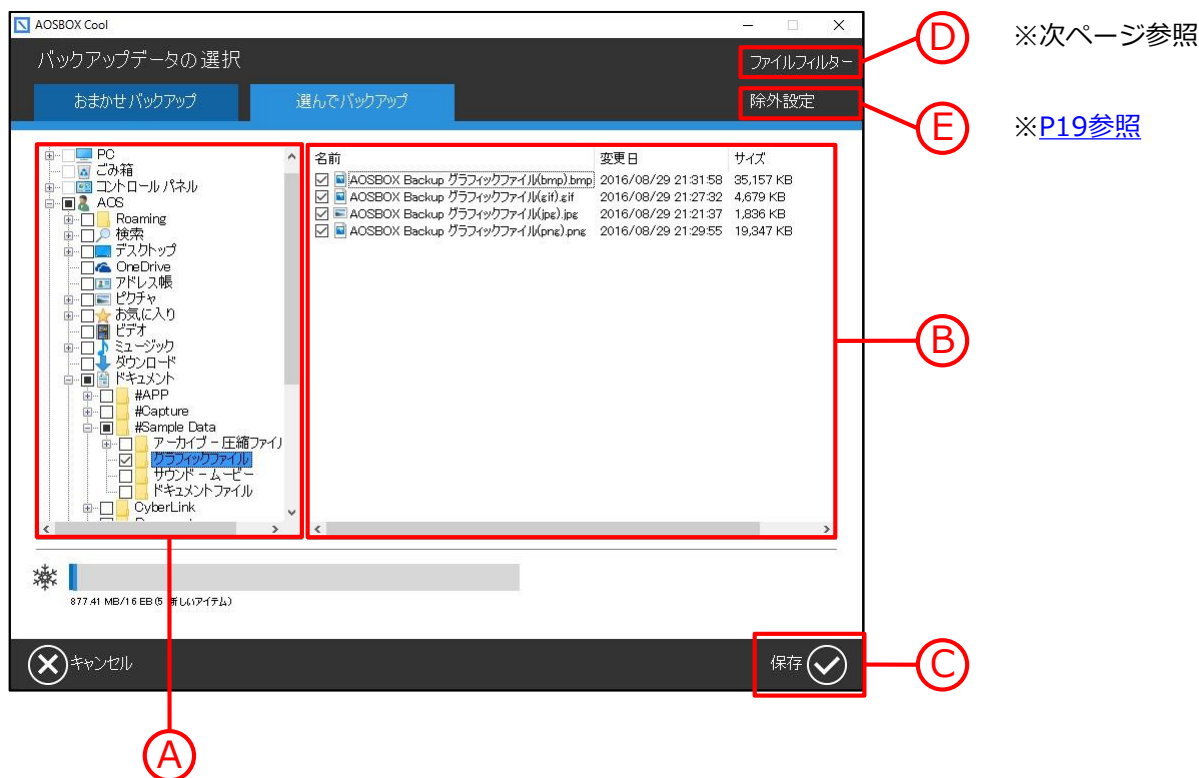 AOSBOX Cool
バックアップデータの選択
ファイルフィルター
D
※次ページ参照
おまかせバックアップ
選んでバックアップ
除外設定
E
※P19参照
PC
ごみ箱
コントロール パネル
AOS
Roaming
検索
デスクトップ
OneDrive
アドレス帳
ピクチャ
お気に入り
ビデオ
ミュージック
ダウンロード
ドキュメント
#APP
#Capture
#Sample Data
アーカイブ - 圧縮ファイ
グラフィックファイル
サウンド - ムービー
ドキュメントファイル
CyberLink
名前 変更日 サイズ
AOSBOX Backup グラフィックファイル(bmp).bmp 2016/08/29 21:31:58 35,157 KB
AOSBOX Backup グラフィックファイル(gif).gif 2016/08/29 21:27:32 4,679 KB
AOSBOX Backup グラフィックファイル(jpg).jpg 2016/08/29 21:21:37 1,836 KB
AOSBOX Backup グラフィックファイル(png).png 2016/08/29 21:29:55 19,347 KB
B
877.41 MB/16 EB (5 新しいアイテム)
キャンセル
保存
C
A